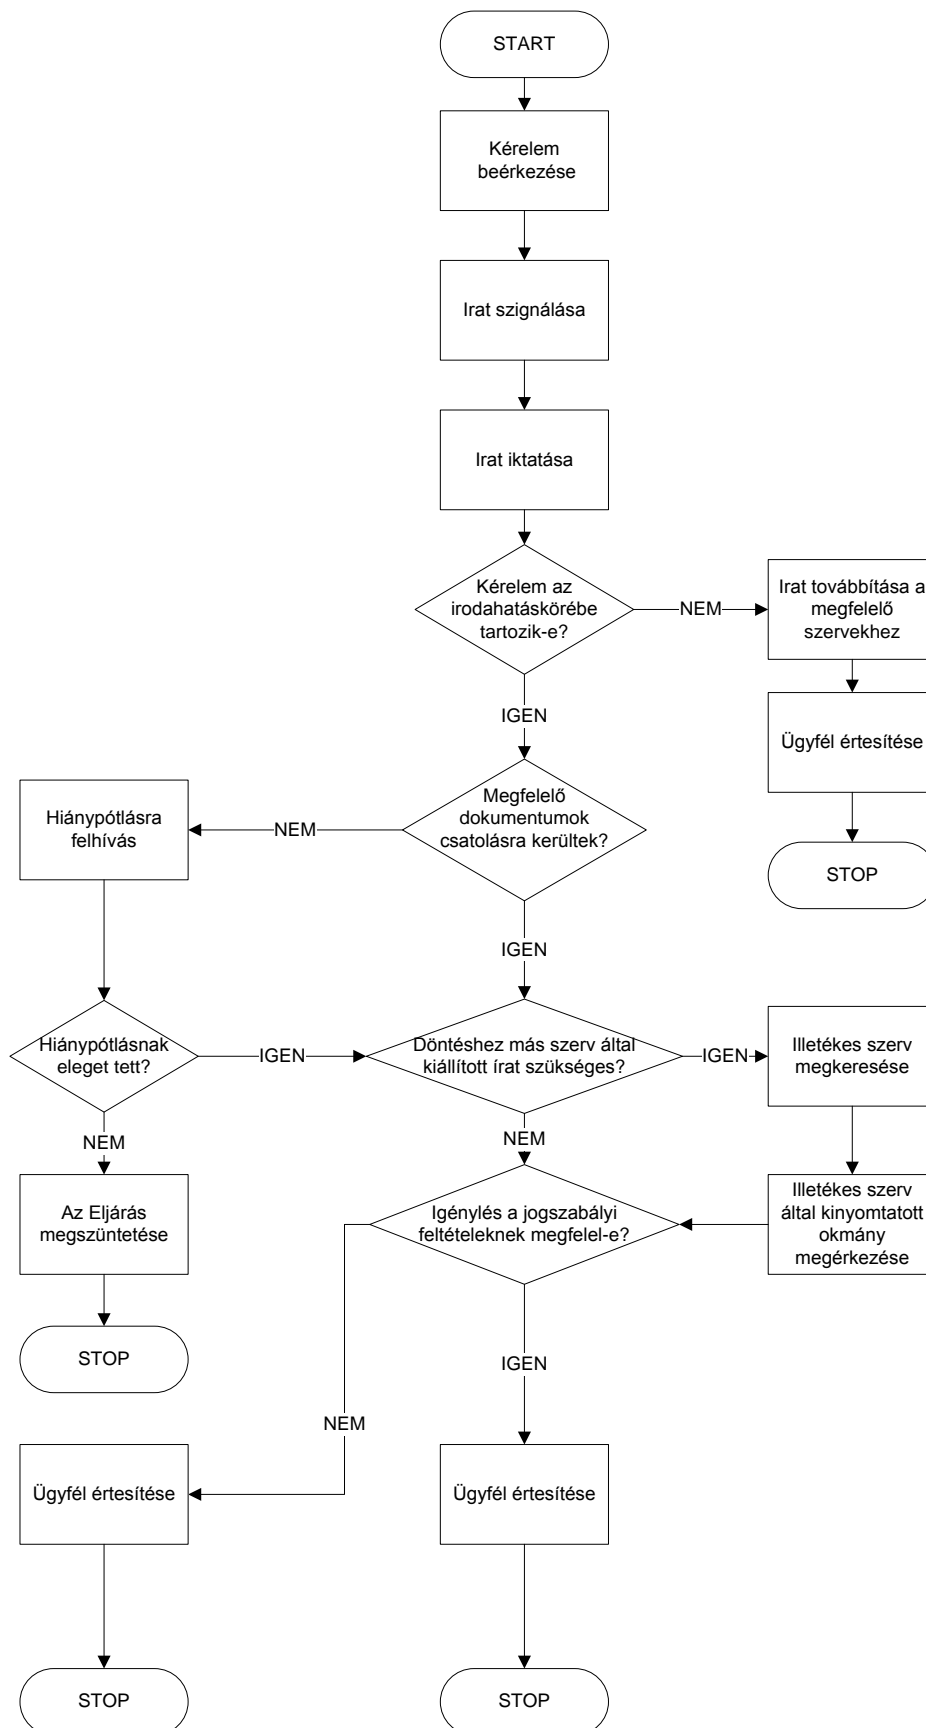 START
Kérelem
beérkezése
Irat szignálása
Irat iktatása
Kérelem az
irodahatáskörébe
tartozik-e?
NEM
Irat továbbítása a
megfelelő
szervekhez
IGEN
Ügyfél értesítése
STOP
Megfelelő
dokumentumok
csatolásra kerültek?
NEM
Hiánypótlásra
felhívás
IGEN
Hiánypótlásnak
eleget tett?
IGEN
Döntéshez más szerv által
kiállított írat szükséges?
IGEN
Illetékes szerv
megkeresése
NEM
NEM
Az Eljárás
megszüntetése
STOP
Igénylés a jogszabályi
feltételeknek megfelel-e?
Illetékes szerv
által kinyomtatott
okmány
megérkezése
IGEN
NEM
Ügyfél értesítése
Ügyfél értesítése
STOP
STOP